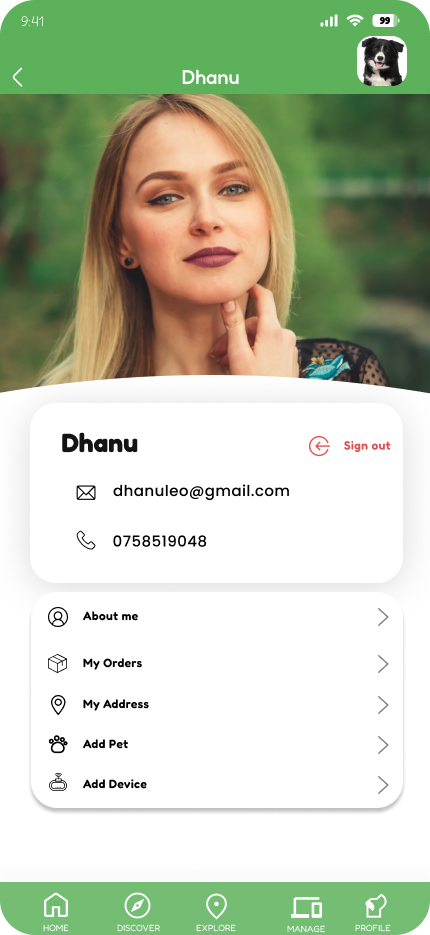 9:41
99
Dhanu
Dhanu
Sign out
dhanuleo@gmail.com
0758519048
About me
My Orders
My Address
Add Pet
Add Device
HOME DISCOVER EXPLORE MANAGE PROFILE